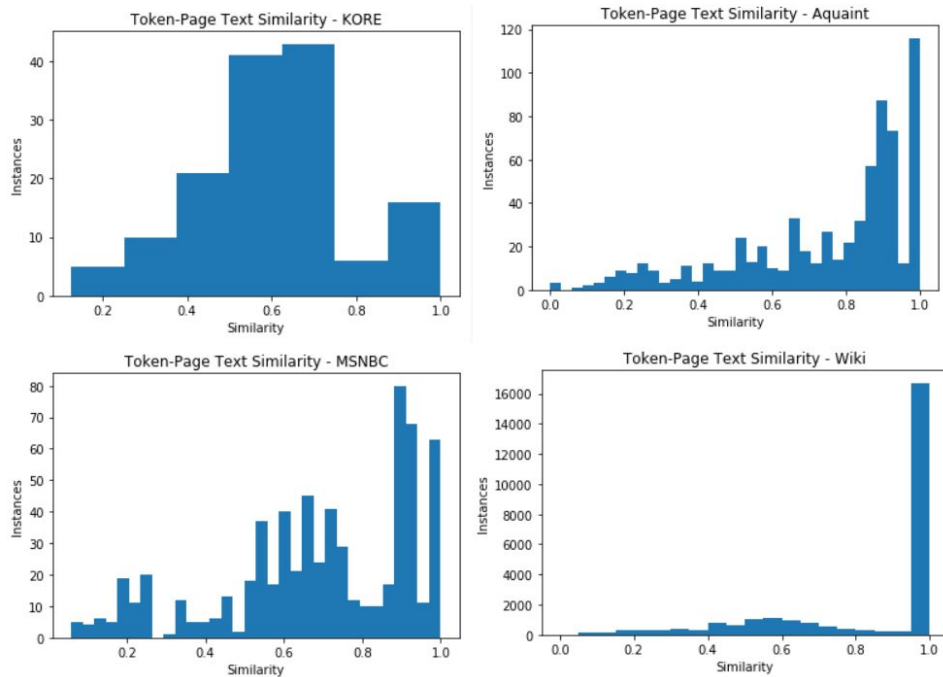 Token-Page Text Similarity - KORE
Instances
40
30
20
10
0
0.2 0.4 0.6 0.8 1.0
Similarity
Token-Page Text Similarity - Aquaint
Instances
120
100
80
60
40
20
0
0.0 0.2 0.4 0.6 0.8 1.0
Similarity
Token-Page Text Similarity - MSNBC
Instances
80
70
60
50
40
30
20
10
0
0.2 0.4 0.6 0.8 1.0
Similarity
Token-Page Text Similarity - Wiki
Instances
16000
14000
12000
10000
8000
6000
4000
2000
0
0.0 0.2 0.4 0.6 0.8 1.0
Similarity